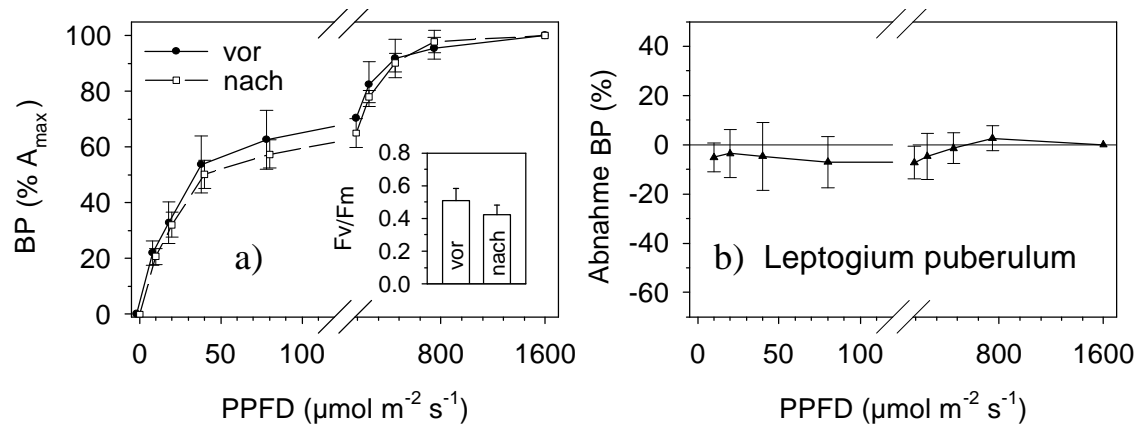 100
80
60
40
20
0
BP (% Amax)
vor
nach
a)
0.8
0.6
0.4
0.2
0.0
Fv/Fm
vor
nach
0
100
800
1600
PPFD (µmol m-2 s-1)
40
20
0
-20
-40
-60
Abnahme BP (%)
b) Leptogium puberulum
0
100
800
1600
PPFD (µmol m-2 s-1)